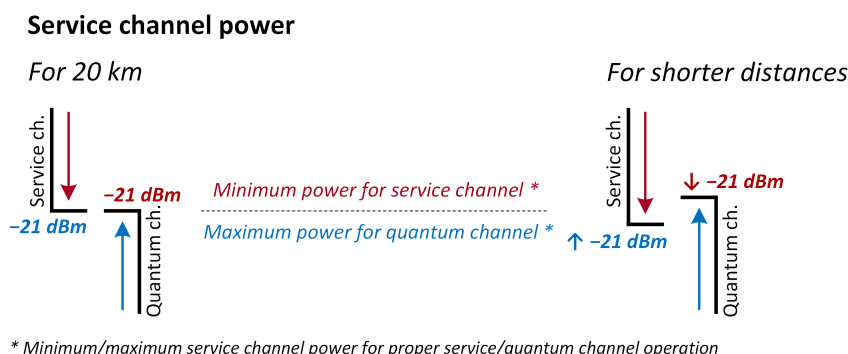 Service channel power
For 20 km
For shorter distances
Service ch.
−21 dBm
−21 dBm
Quantum ch.
Minimum power for service channel *
Maximum power for quantum channel *
Service ch.
↓ −21 dBm
↑ −21 dBm
Quantum ch.
* Minimum/maximum service channel power for proper service/quantum channel operation